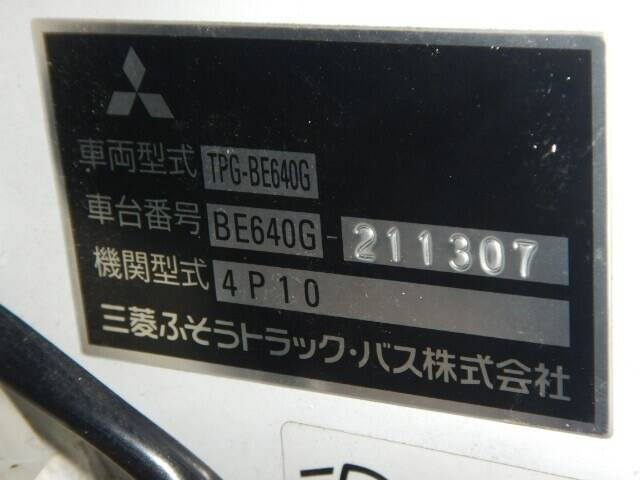 車両型式 TPG-BE640G
車台番号 BE640G-211307
機関型式 4P10
三菱ふそうトラック・バス株式会社